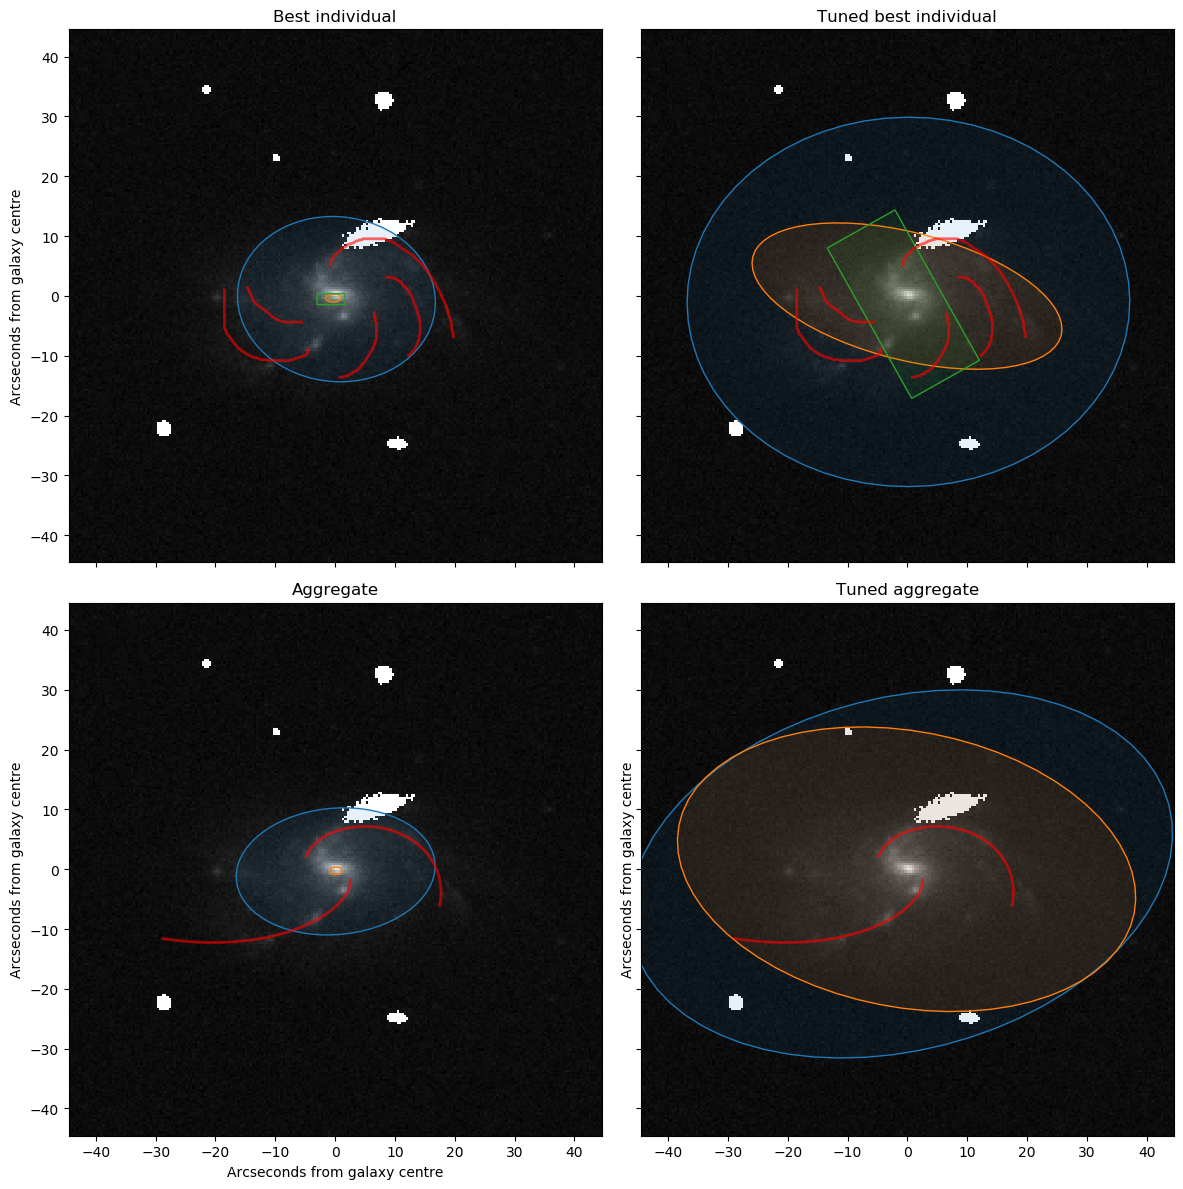 Best individual
Tuned best individual
40
30
20
10
0
−10
−20
−30
−40
Arcseconds from galaxy centre
Aggregate
Tuned aggregate
40
30
20
10
0
−10
−20
−30
−40
Arcseconds from galaxy centre
Arcseconds from galaxy centre
−40 −30 −20 −10 0 10 20 30 40
−40 −30 −20 −10 0 10 20 30 40
Arcseconds from galaxy centre